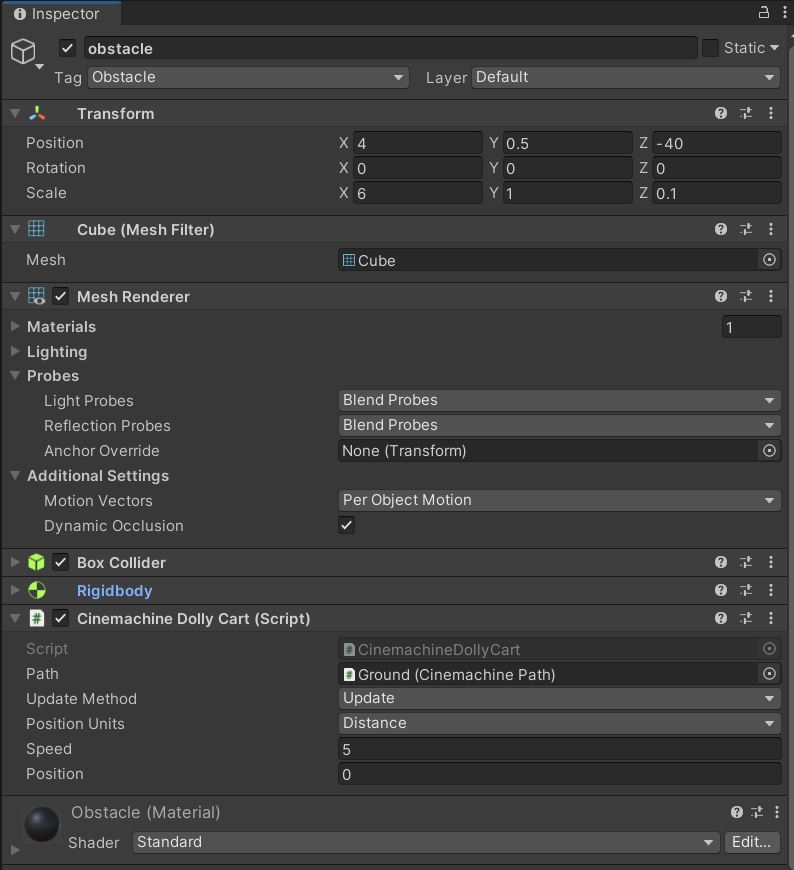 Inspector
obstacle Static
Tag Obstacle Layer Default
Transform
Position X 4 Y 0.5 Z -40
Rotation X 0 Y 0 Z 0
Scale X 6 Y 1 Z 0.1
Cube (Mesh Filter)
Mesh Cube
Mesh Renderer
Materials 1
Lighting
Probes
Light Probes Blend Probes
Reflection Probes Blend Probes
Anchor Override None (Transform)
Additional Settings
Motion Vectors Per Object Motion
Dynamic Occlusion
Box Collider
Rigidbody
# Cinemachine Dolly Cart (Script)
Script # CinemachineDollyCart
Path # Ground (Cinemachine Path)
Update Method Update
Position Units Distance
Speed 5
Position 0
Obstacle (Material)
Shader Standard Edit...